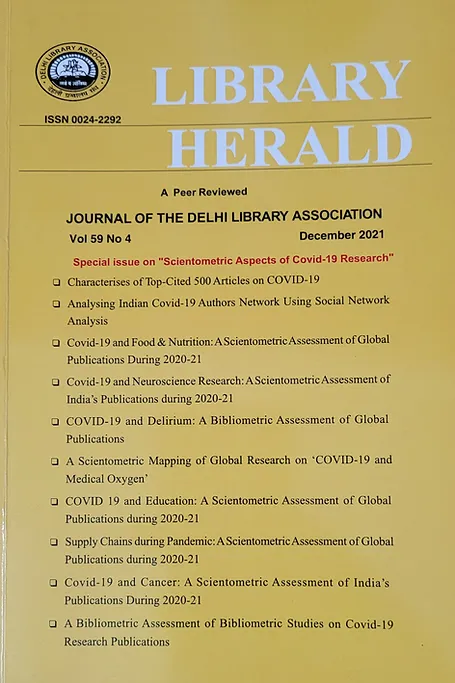 DELHI LIBRARY ASSOCIATION
LIBRARY
ISSN 0024-2292
HERALD
A Peer Reviewed
JOURNAL OF THE DELHI LIBRARY ASSOCIATION
Vol 59 No 4 December 2021
Special issue on "Scientometric Aspects of Covid-19 Research"
❑ Characterises of Top-Cited 500 Articles on COVID-19
❑ Analysing Indian Covid-19 Authors Network Using Social Network
Analysis
❑ Covid-19 and Food & Nutrition: A Scientometric Assessment of Global
Publications During 2020-21
❑ Covid-19 and Neuroscience Research: A Scientometric Assessment of
India's Publications during 2020-21
❑ COVID-19 and Delirium: A Bibliometric Assessment of Global
Publications
❑ A Scientometric Mapping of Global Research on ‘COVID-19 and
Medical Oxygen’
❑ COVID 19 and Education: A Scientometric Assessment of Global
Publications during 2020-21
❑ Supply Chains during Pandemic: A Scientometric Assessment of Global
Publications during 2020-21
❑ Covid-19 and Cancer: A Scientometric Assessment of India's
Publications During 2020-21
❑ A Bibliometric Assessment of Bibliometric Studies on Covid-19
Research Publications